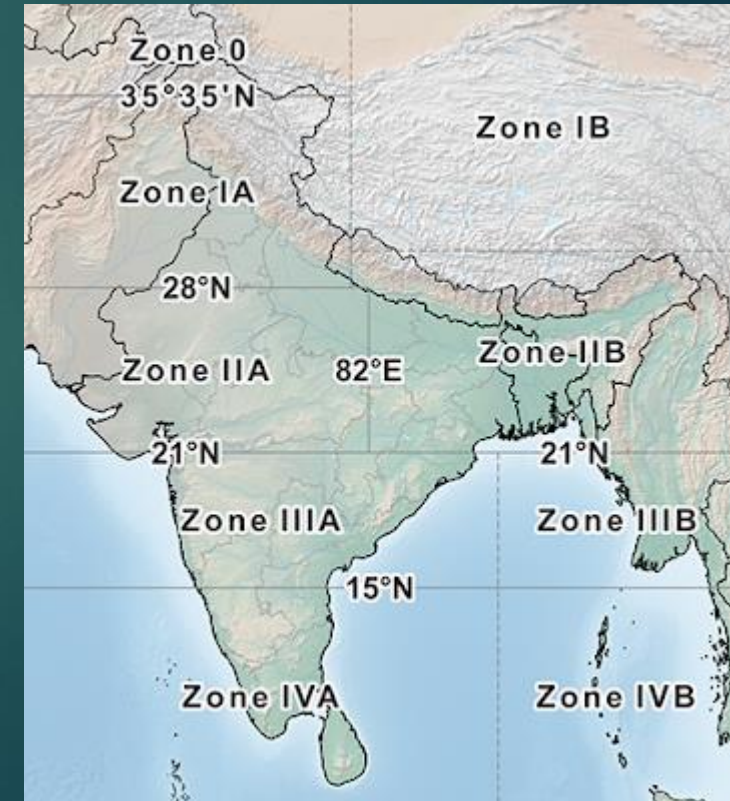 Zone 0
35°35'N
Zone IB
Zone IA
28°N
Zone IIA
82°E
Zone IIB
21°N
21°N
Zone IIIA
Zone IIIB
15°N
Zone IVA
Zone IVB